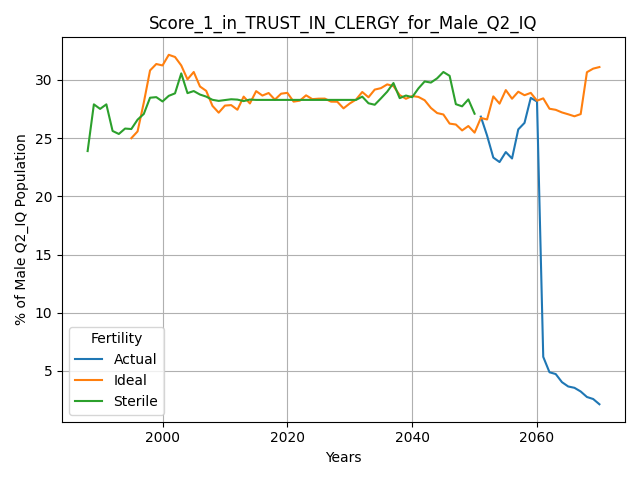 Score_1_in_TRUST_IN_CLERGY_for_Male_Q2_IQ
% of Male Q2_IQ Population
30
25
20
15
10
5
Fertility
Actual
Ideal
Sterile
2000
2020
2040
2060
Years